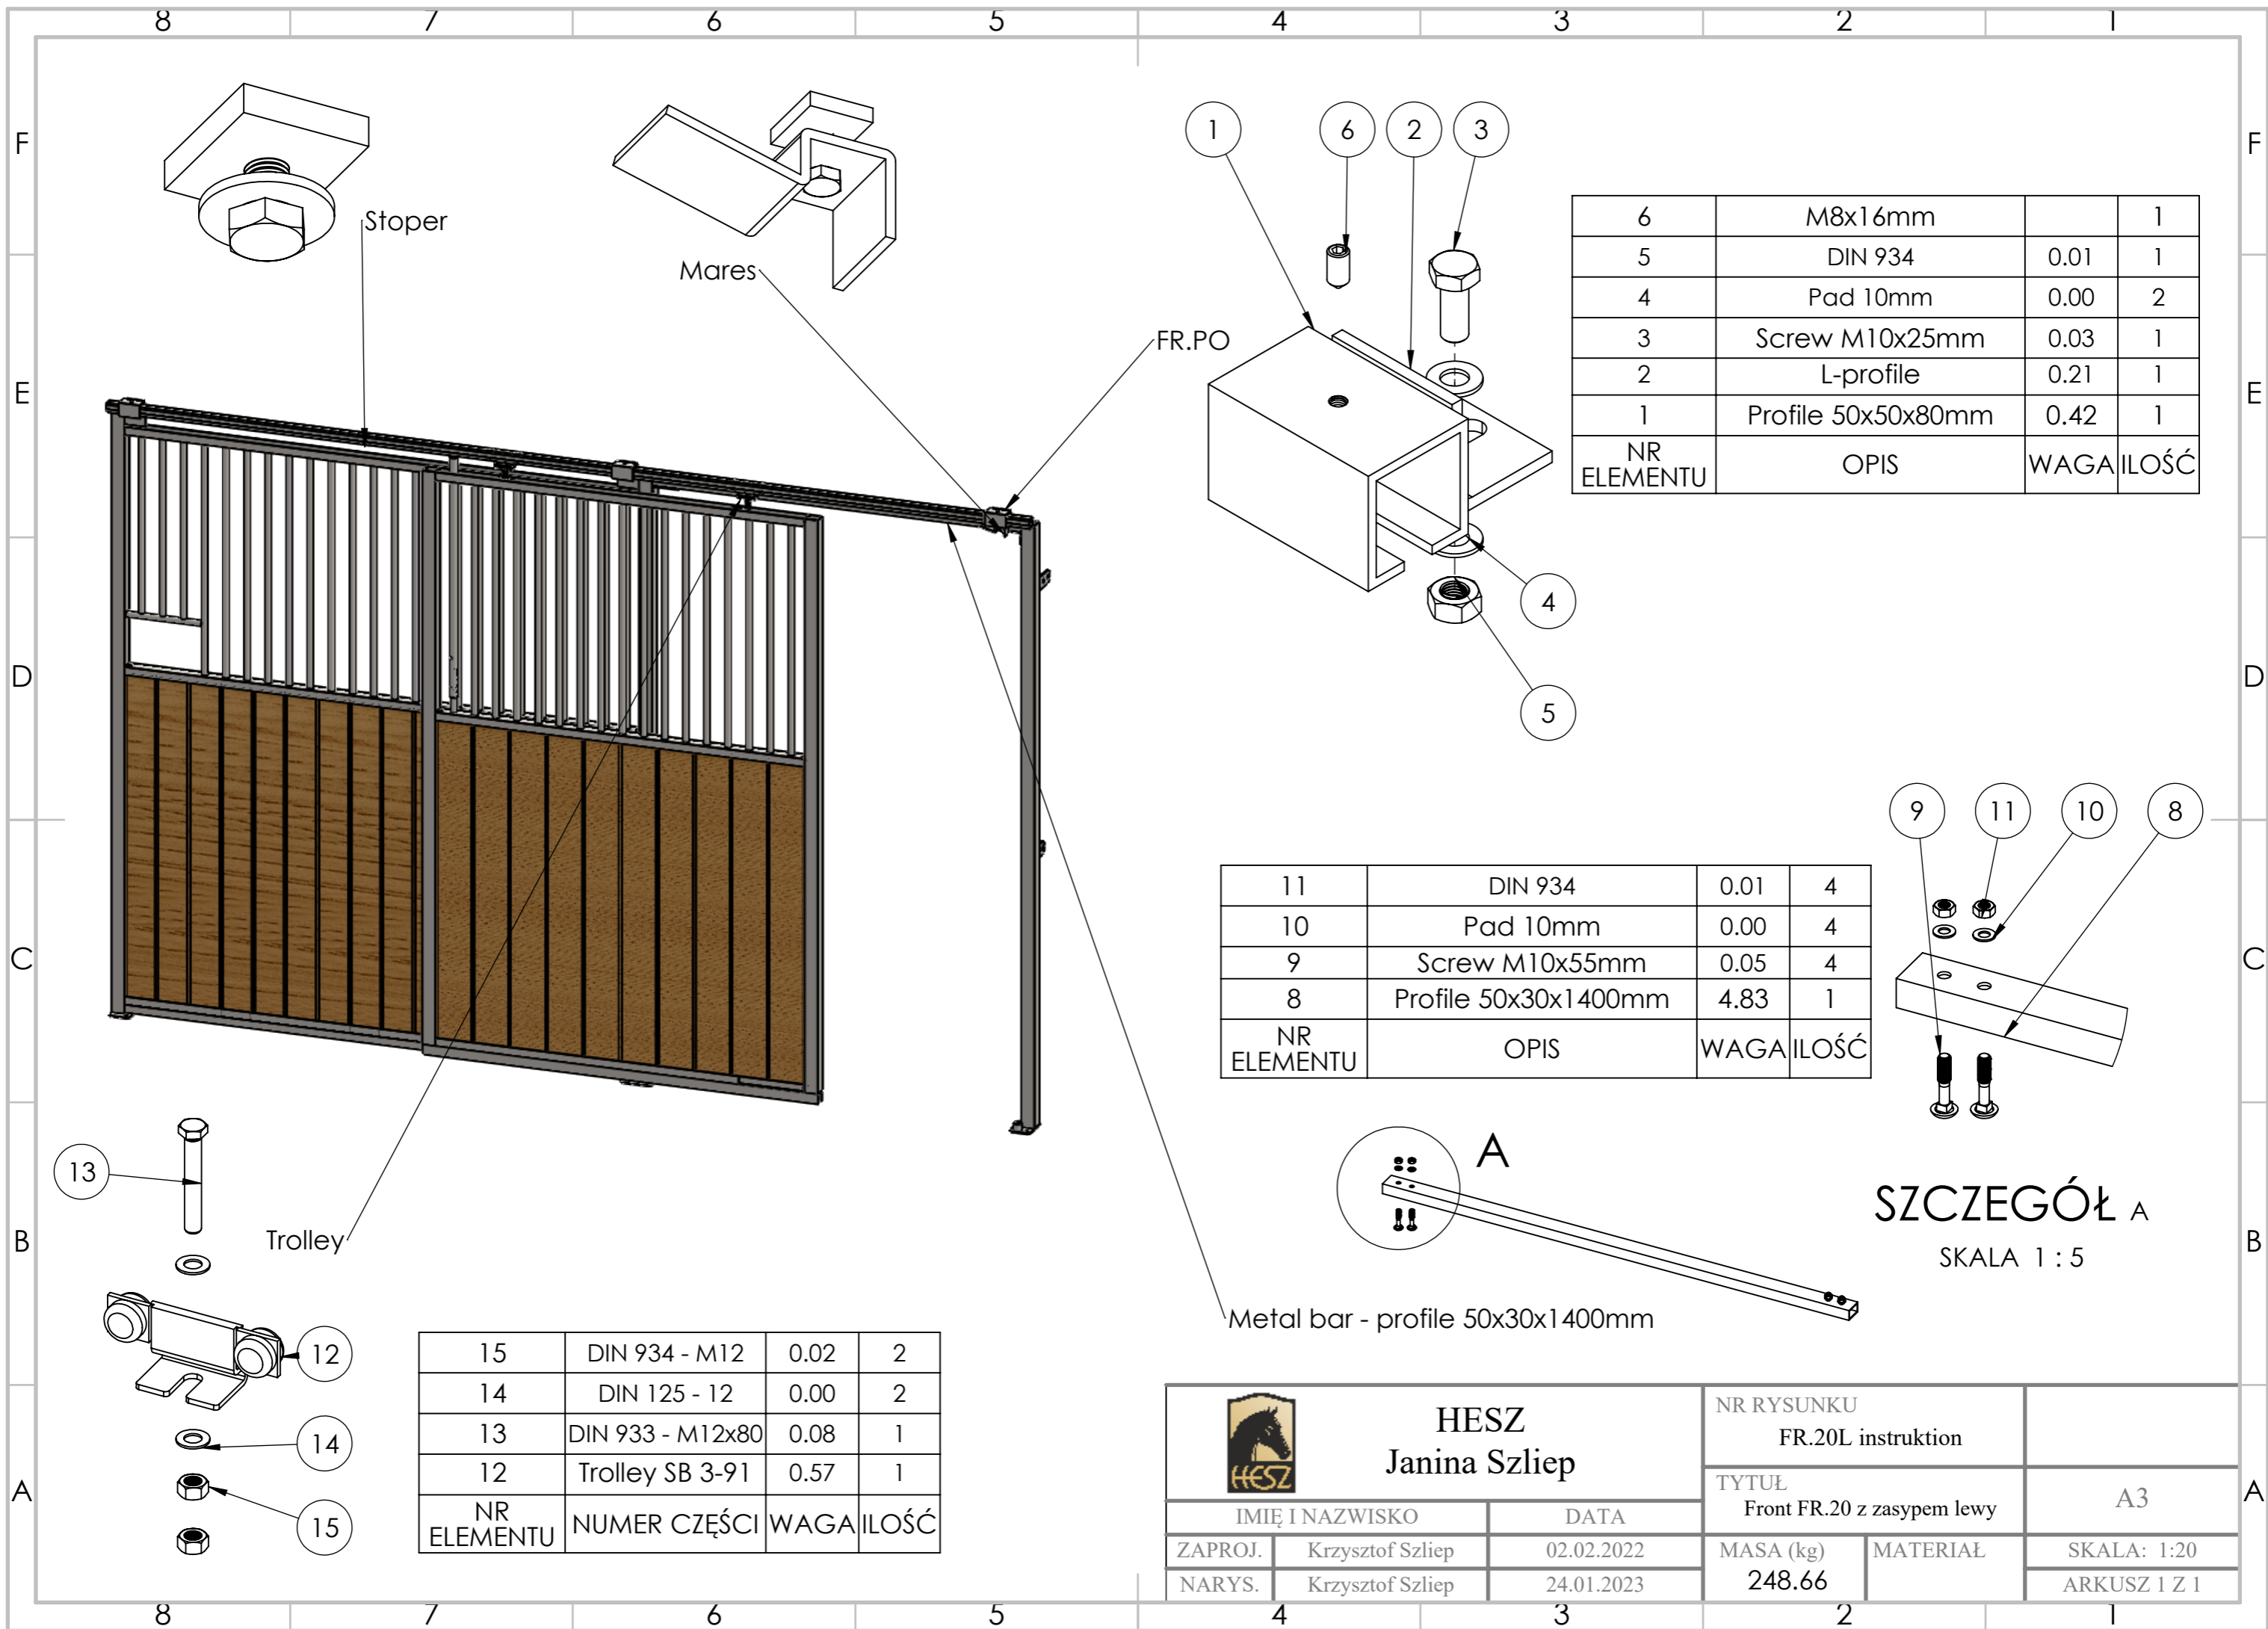 8 7 6 5 4 3 2 1
F F
E E
D D
C C
B B
A A
Stoper
Mares
FR.PO
1 6 2 3
4
5
6 M8x16mm 1
5 DIN 934 0.01 1
4 Pad 10mm 0.00 2
3 Screw M10x25mm 0.03 1
2 L-profile 0.21 1
1 Profile 50x50x80mm 0.42 1
NR
ELEMENTU OPIS WAGA ILOŚĆ
9 11 10 8
11 DIN 934 0.01 4
10 Pad 10mm 0.00 4
9 Screw M10x55mm 0.05 4
8 Profile 50x30x1400mm 4.83 1
NR
ELEMENTU OPIS WAGA ILOŚĆ
A
SZCZEGÓŁ A
SKALA 1 : 5
Metal bar - profile 50x30x1400mm
Trolley
13
12
14
15
15 DIN 934 - M12 0.02 2
14 DIN 125 - 12 0.00 2
13 DIN 933 - M12x80 0.08 1
12 Trolley SB 3-91 0.57 1
NR
ELEMENTU NUMER CZĘŚCI WAGA ILOŚĆ
HESZ
HESZ
Janina Szliep
NR RYSUNKU
FR.20L instruktion
TYTUŁ
Front FR.20 z zasypem lewy
A3
IMIĘ I NAZWISKO DATA
ZAPROJ. Krzysztof Szliep 02.02.2022
NARYS. Krzysztof Szliep 24.01.2023
MASA (kg)
248.66
MATERIAŁ
SKALA: 1:20
ARKUSZ 1 Z 1
8 7 6 5 4 3 2 1